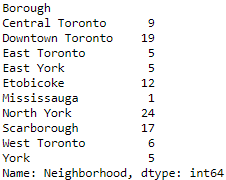 Borough
Central Toronto 9
Downtown Toronto 19
East Toronto 5
East York 5
Etobicoke 12
Mississauga 1
North York 24
Scarborough 17
West Toronto 6
York 5
Name: Neighborhood, dtype: int64